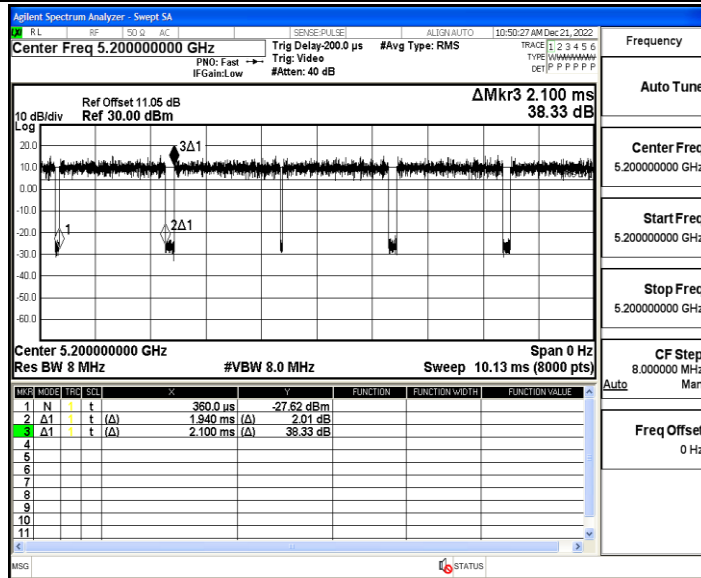 Agilent Spectrum Analyzer - Swept SA
RL RF 50 Ω AC SENSE:PULSE ALIGN AUTO 10:50:27 AM Dec 21, 2022
Center Freq 5.200000000 GHz
PNO: Fast
IFGain:Low
Trig Delay-200.0 µs
Trig: Video
#Atten: 40 dB
#Avg Type: RMS
TRACE 1 2 3 4 5 6
TYPE WWWWWW
DET P P P P P P
Ref Offset 11.05 dB
10 dB/div Ref 30.00 dBm
ΔMkr3 2.100 ms
38.33 dB
Log
20.0
10.0
0.00
-10.0
-20.0
-30.0
-40.0
-50.0
-60.0
3Δ1
1
2Δ1
Center 5.200000000 GHz Span 0 Hz
Res BW 8 MHz #VBW 8.0 MHz Sweep 10.13 ms (8000 pts)
MKR MODE TRC SCL X Y FUNCTION FUNCTION WIDTH FUNCTION VALUE
1 N 1 t 360.0 µs -27.62 dBm
2 Δ1 1 t (Δ) 1.940 ms (Δ) 2.01 dB
3 Δ1 1 t (Δ) 2.100 ms (Δ) 38.33 dB
4
5
6
7
8
9
10
11
MSG STATUS
Frequency
Auto Tune
Center Freq
5.200000000 GHz
Start Freq
5.200000000 GHz
Stop Freq
5.200000000 GHz
CF Step
8.000000 MHz
Auto Man
Freq Offset
0 Hz